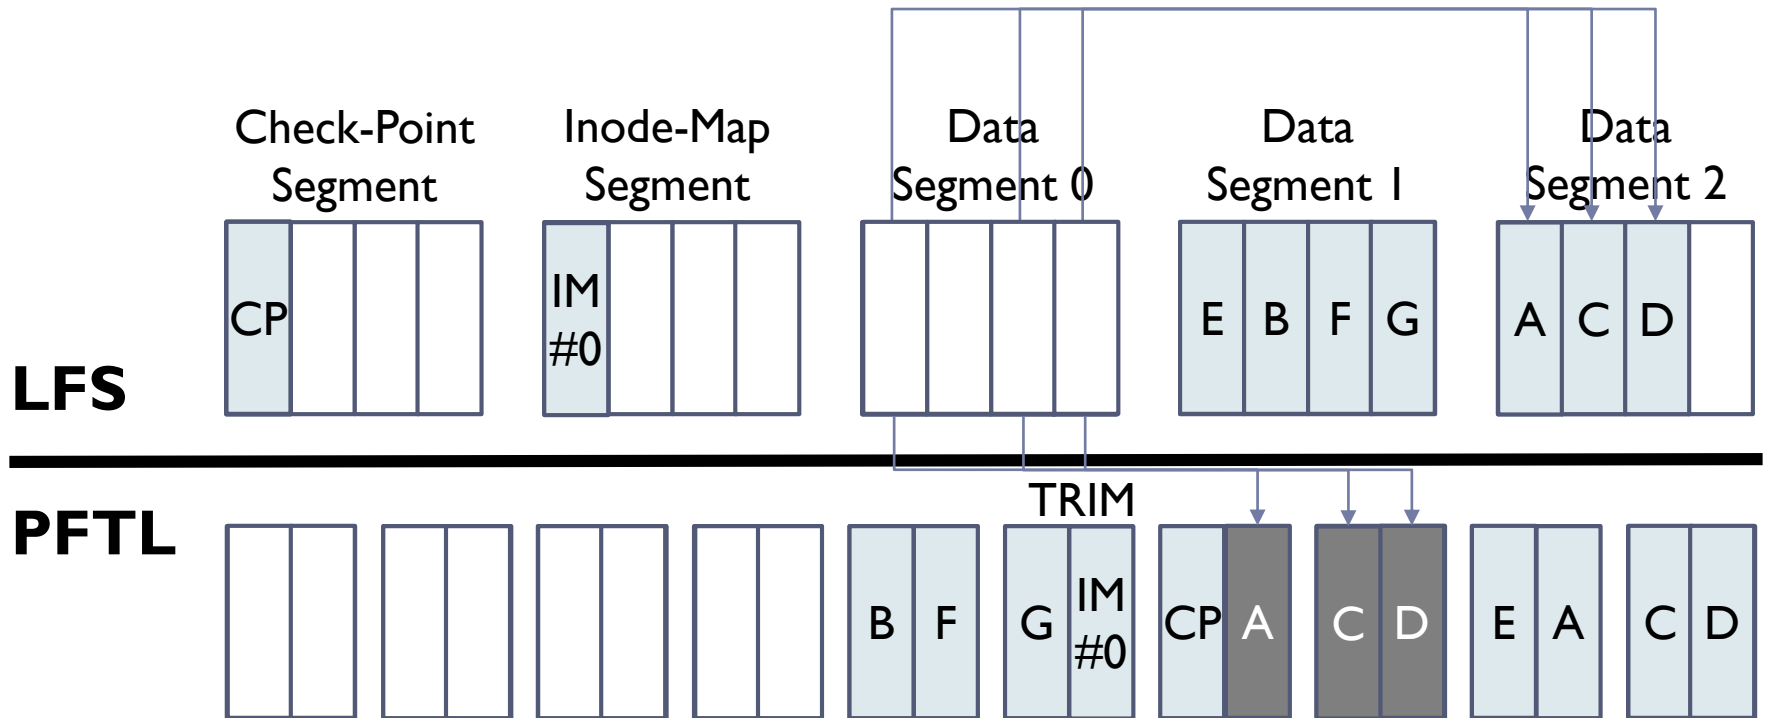 Check-Point
Segment
Inode-Map
Segment
Data
Segment 0
Data
Segment 1
Data
Segment 2
CP
IM
#0
E B F G
A C D
LFS
TRIM
PFTL
B F
G IM
#0
CP A
C D
E A
C D